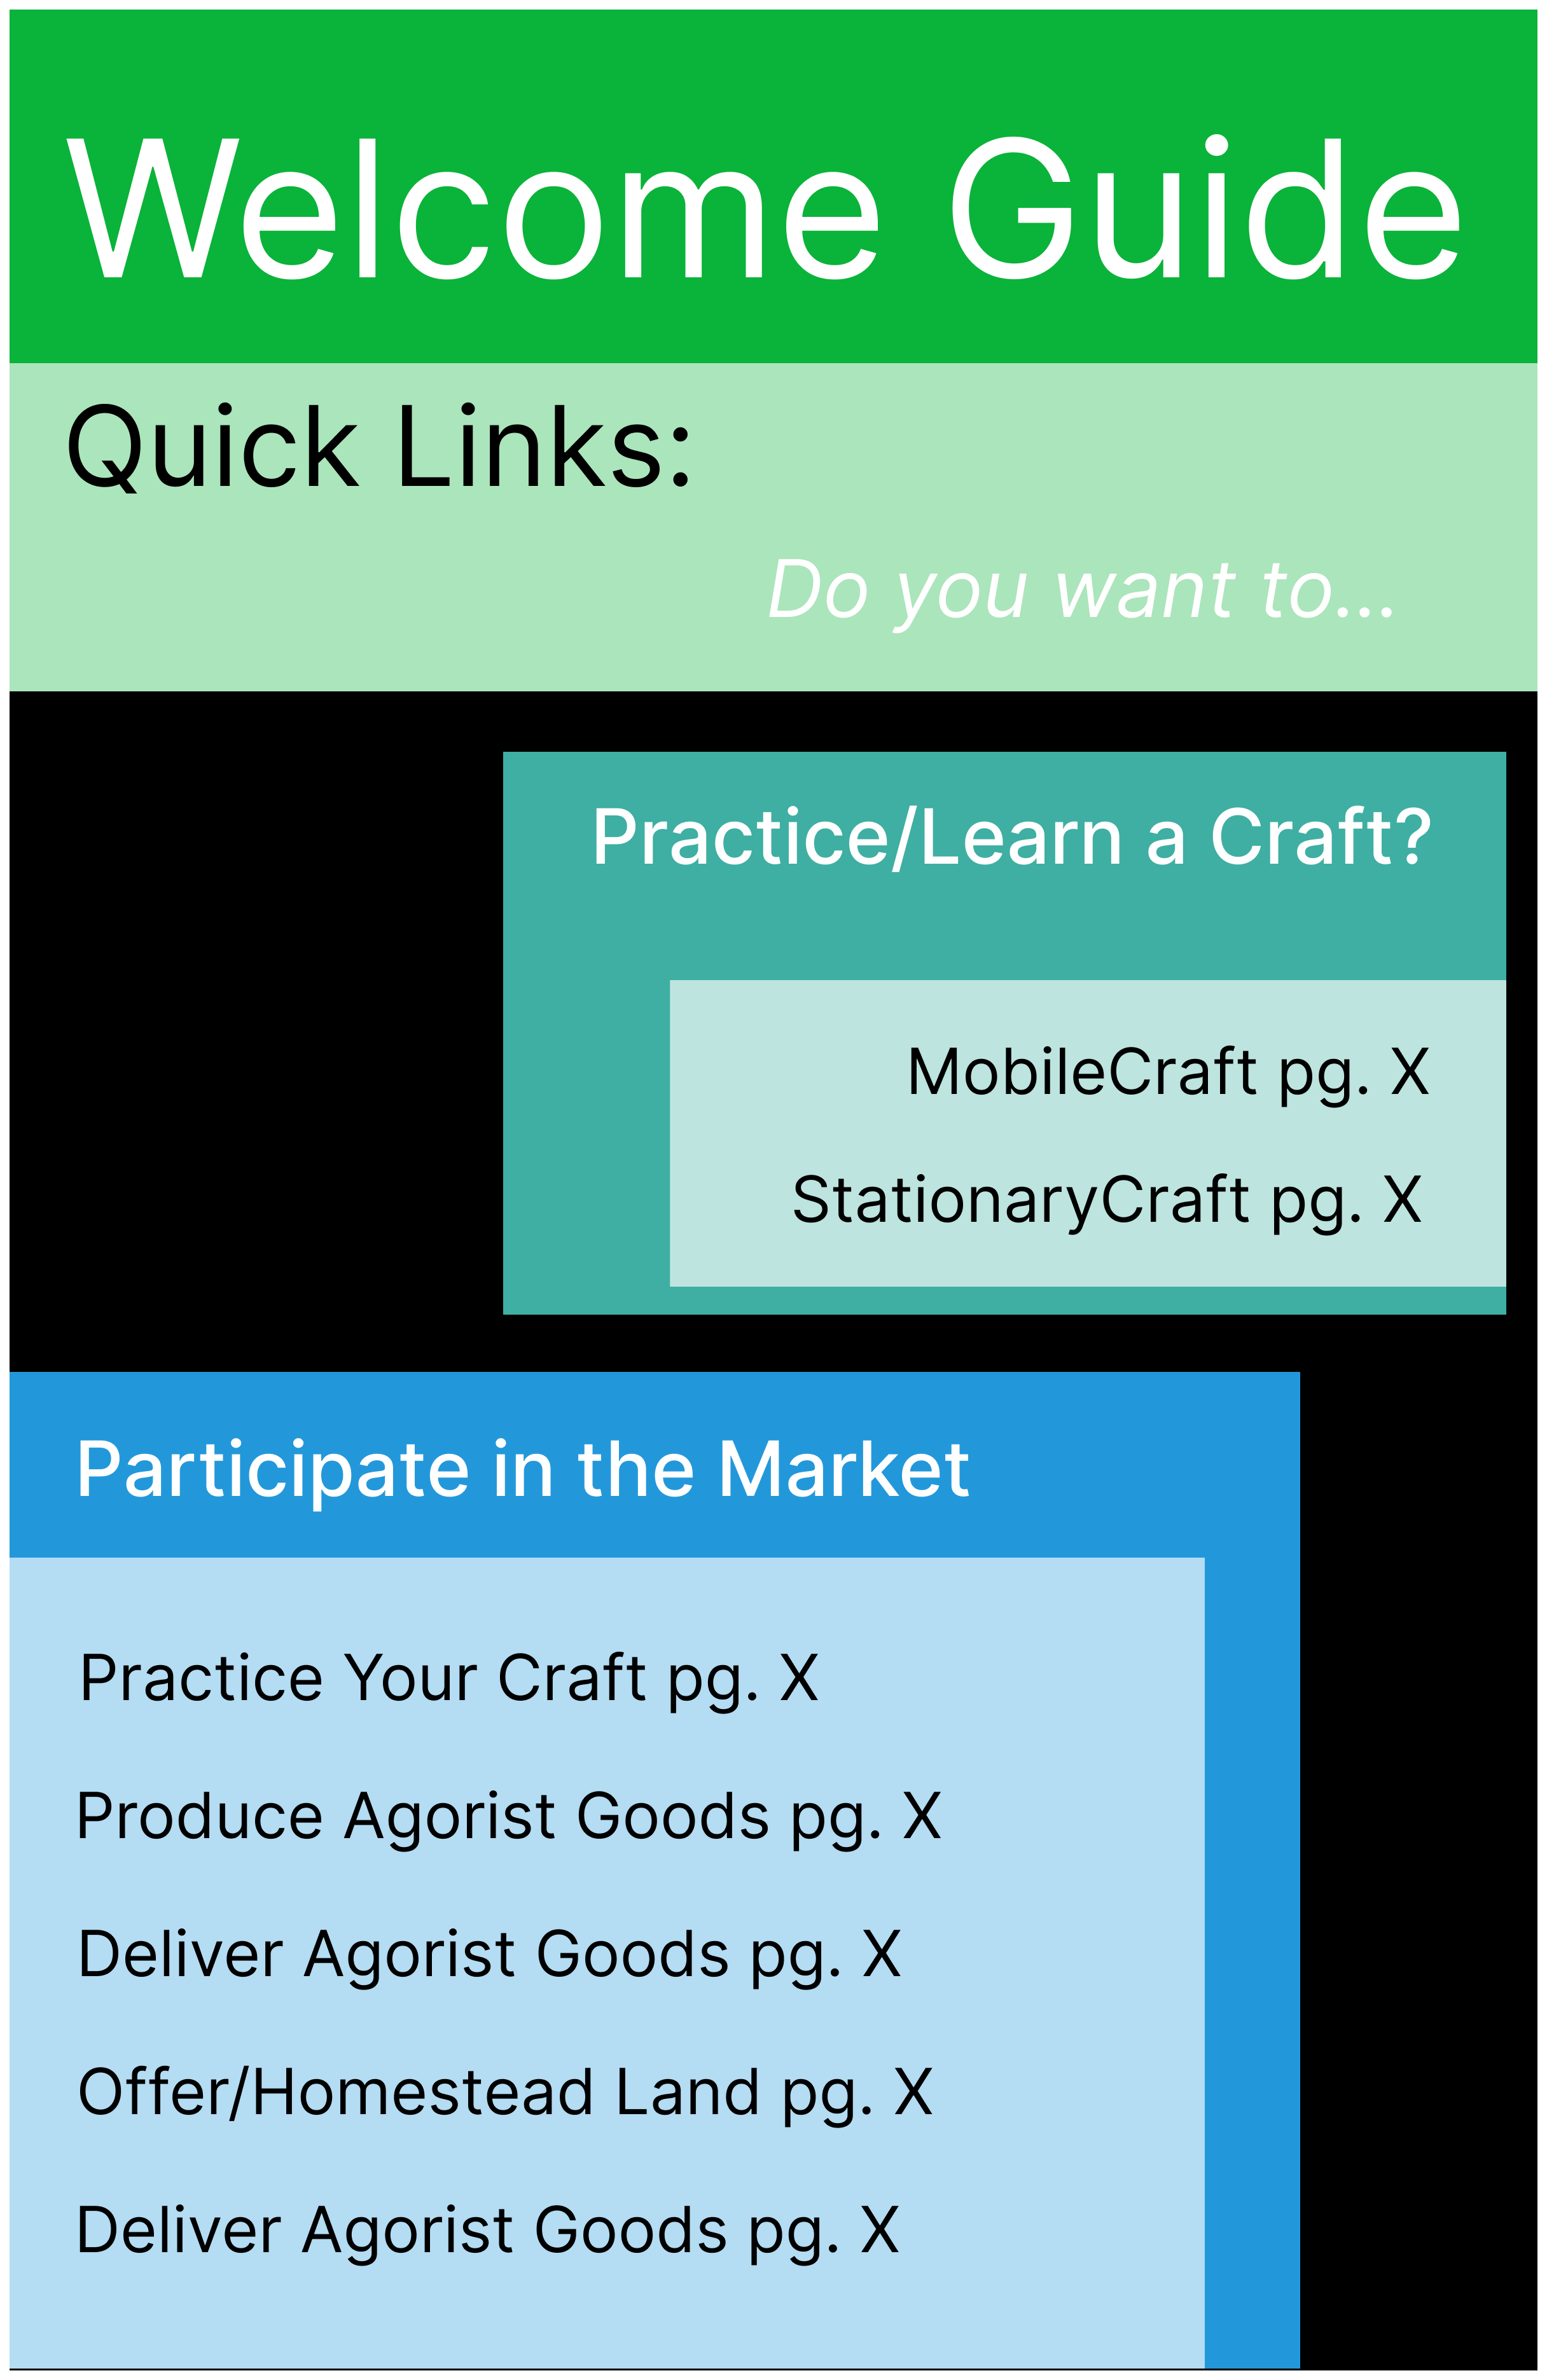 Welcome Guide
Quick Links:
Do you want to...
Practice/Learn a Craft?
MobileCraft pg. X
StationaryCraft pg. X
Participate in the Market
Practice Your Craft pg. X
Produce Agorist Goods pg. X
Deliver Agorist Goods pg. X
Offer/Homestead Land pg. X
Deliver Agorist Goods pg. X